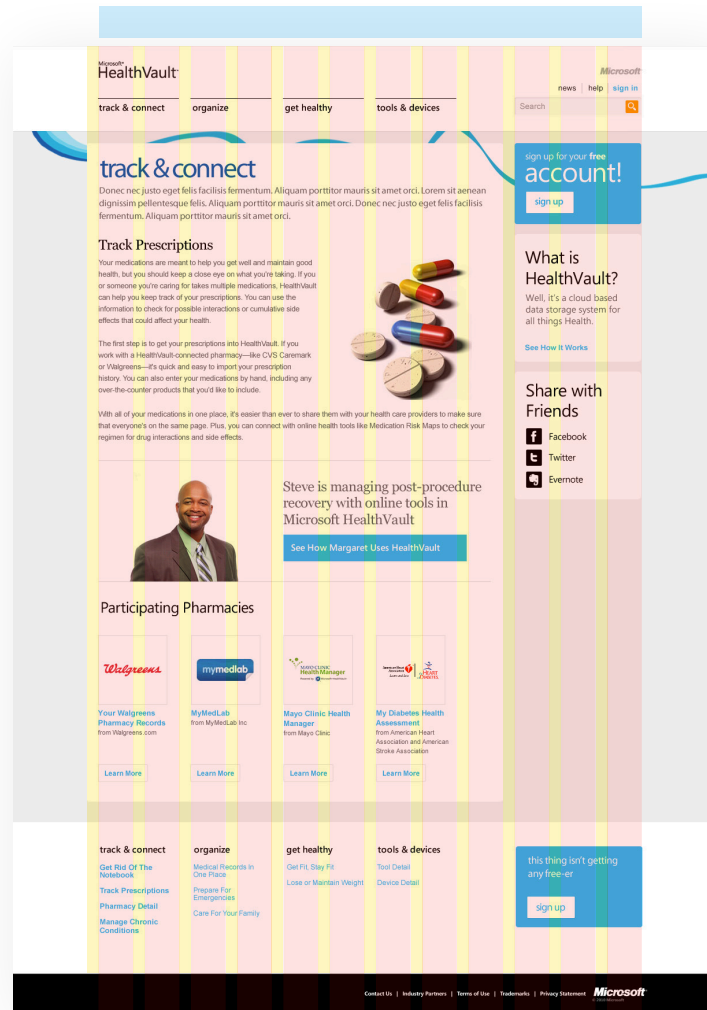 Microsoft®
HealthVault
Microsoft
news | help | sign in
track & connect
organize
get healthy
tools & devices
Search
track & connect
Donec nec justo eget felis facilisis fermentum. Aliquam porttitor mauris sit amet orci. Lorem sit aenean
dignissim pellentesque felis. Aliquam porttitor mauris sit amet orci. Donec nec justo eget felis facilisis
fermentum. Aliquam porttitor mauris sit amet orci.
Track Prescriptions
Your medications are meant to help you get well and maintain good
health, but you should keep a close eye on what you're taking. If you
or someone you're caring for takes multiple medications, HealthVault
can help you keep track of your prescriptions. You can use the
information to check for possible interactions or cumulative side
effects that could affect your health.
The first step is to get your prescriptions into HealthVault. If you
work with a HealthVault-connected pharmacy—like CVS Caremark
or Walgreens—it's quick and easy to import your prescription
history. You can also enter your medications by hand, including any
over-the-counter products that you'd like to include.
With all of your medications in one place, it's easier than ever to share them with your health care providers to make sure
that everyone's on the same page. Plus, you can connect with online health tools like Medication Risk Maps to check your
regimen for drug interactions and side effects.
sign up for your free
account!
sign up
What is
HealthVault?
Well, it's a cloud based
data storage system for
all things Health.
See How It Works
Share with
Friends
Facebook
Twitter
Evernote
Steve is managing post-procedure
recovery with online tools in
Microsoft HealthVault
See How Margaret Uses HealthVault
Participating Pharmacies
Walgreens
mymedlab
MAYO CLINIC
Health Manager
Your Walgreens
Pharmacy Records
from Walgreens.com
Learn More
MyMedLab
from MyMedLab Inc
Learn More
Mayo Clinic Health
Manager
from Mayo Clinic
Learn More
My Diabetes Health
Assessment
from American Heart
Association and American
Stroke Association
Learn More
track & connect
Get Rid Of The
Notebook
Track Prescriptions
Pharmacy Detail
Manage Chronic
Conditions
organize
Medical Records In
One Place
Prepare For
Emergencies
Care For Your Family
get healthy
Get Fit, Stay Fit
Lose or Maintain Weight
tools & devices
Tool Detail
Device Detail
this thing isn't getting
any free-er
sign up
Contact Us | Industry Partners | Terms of Use | Trademarks | Privacy Statement
Microsoft